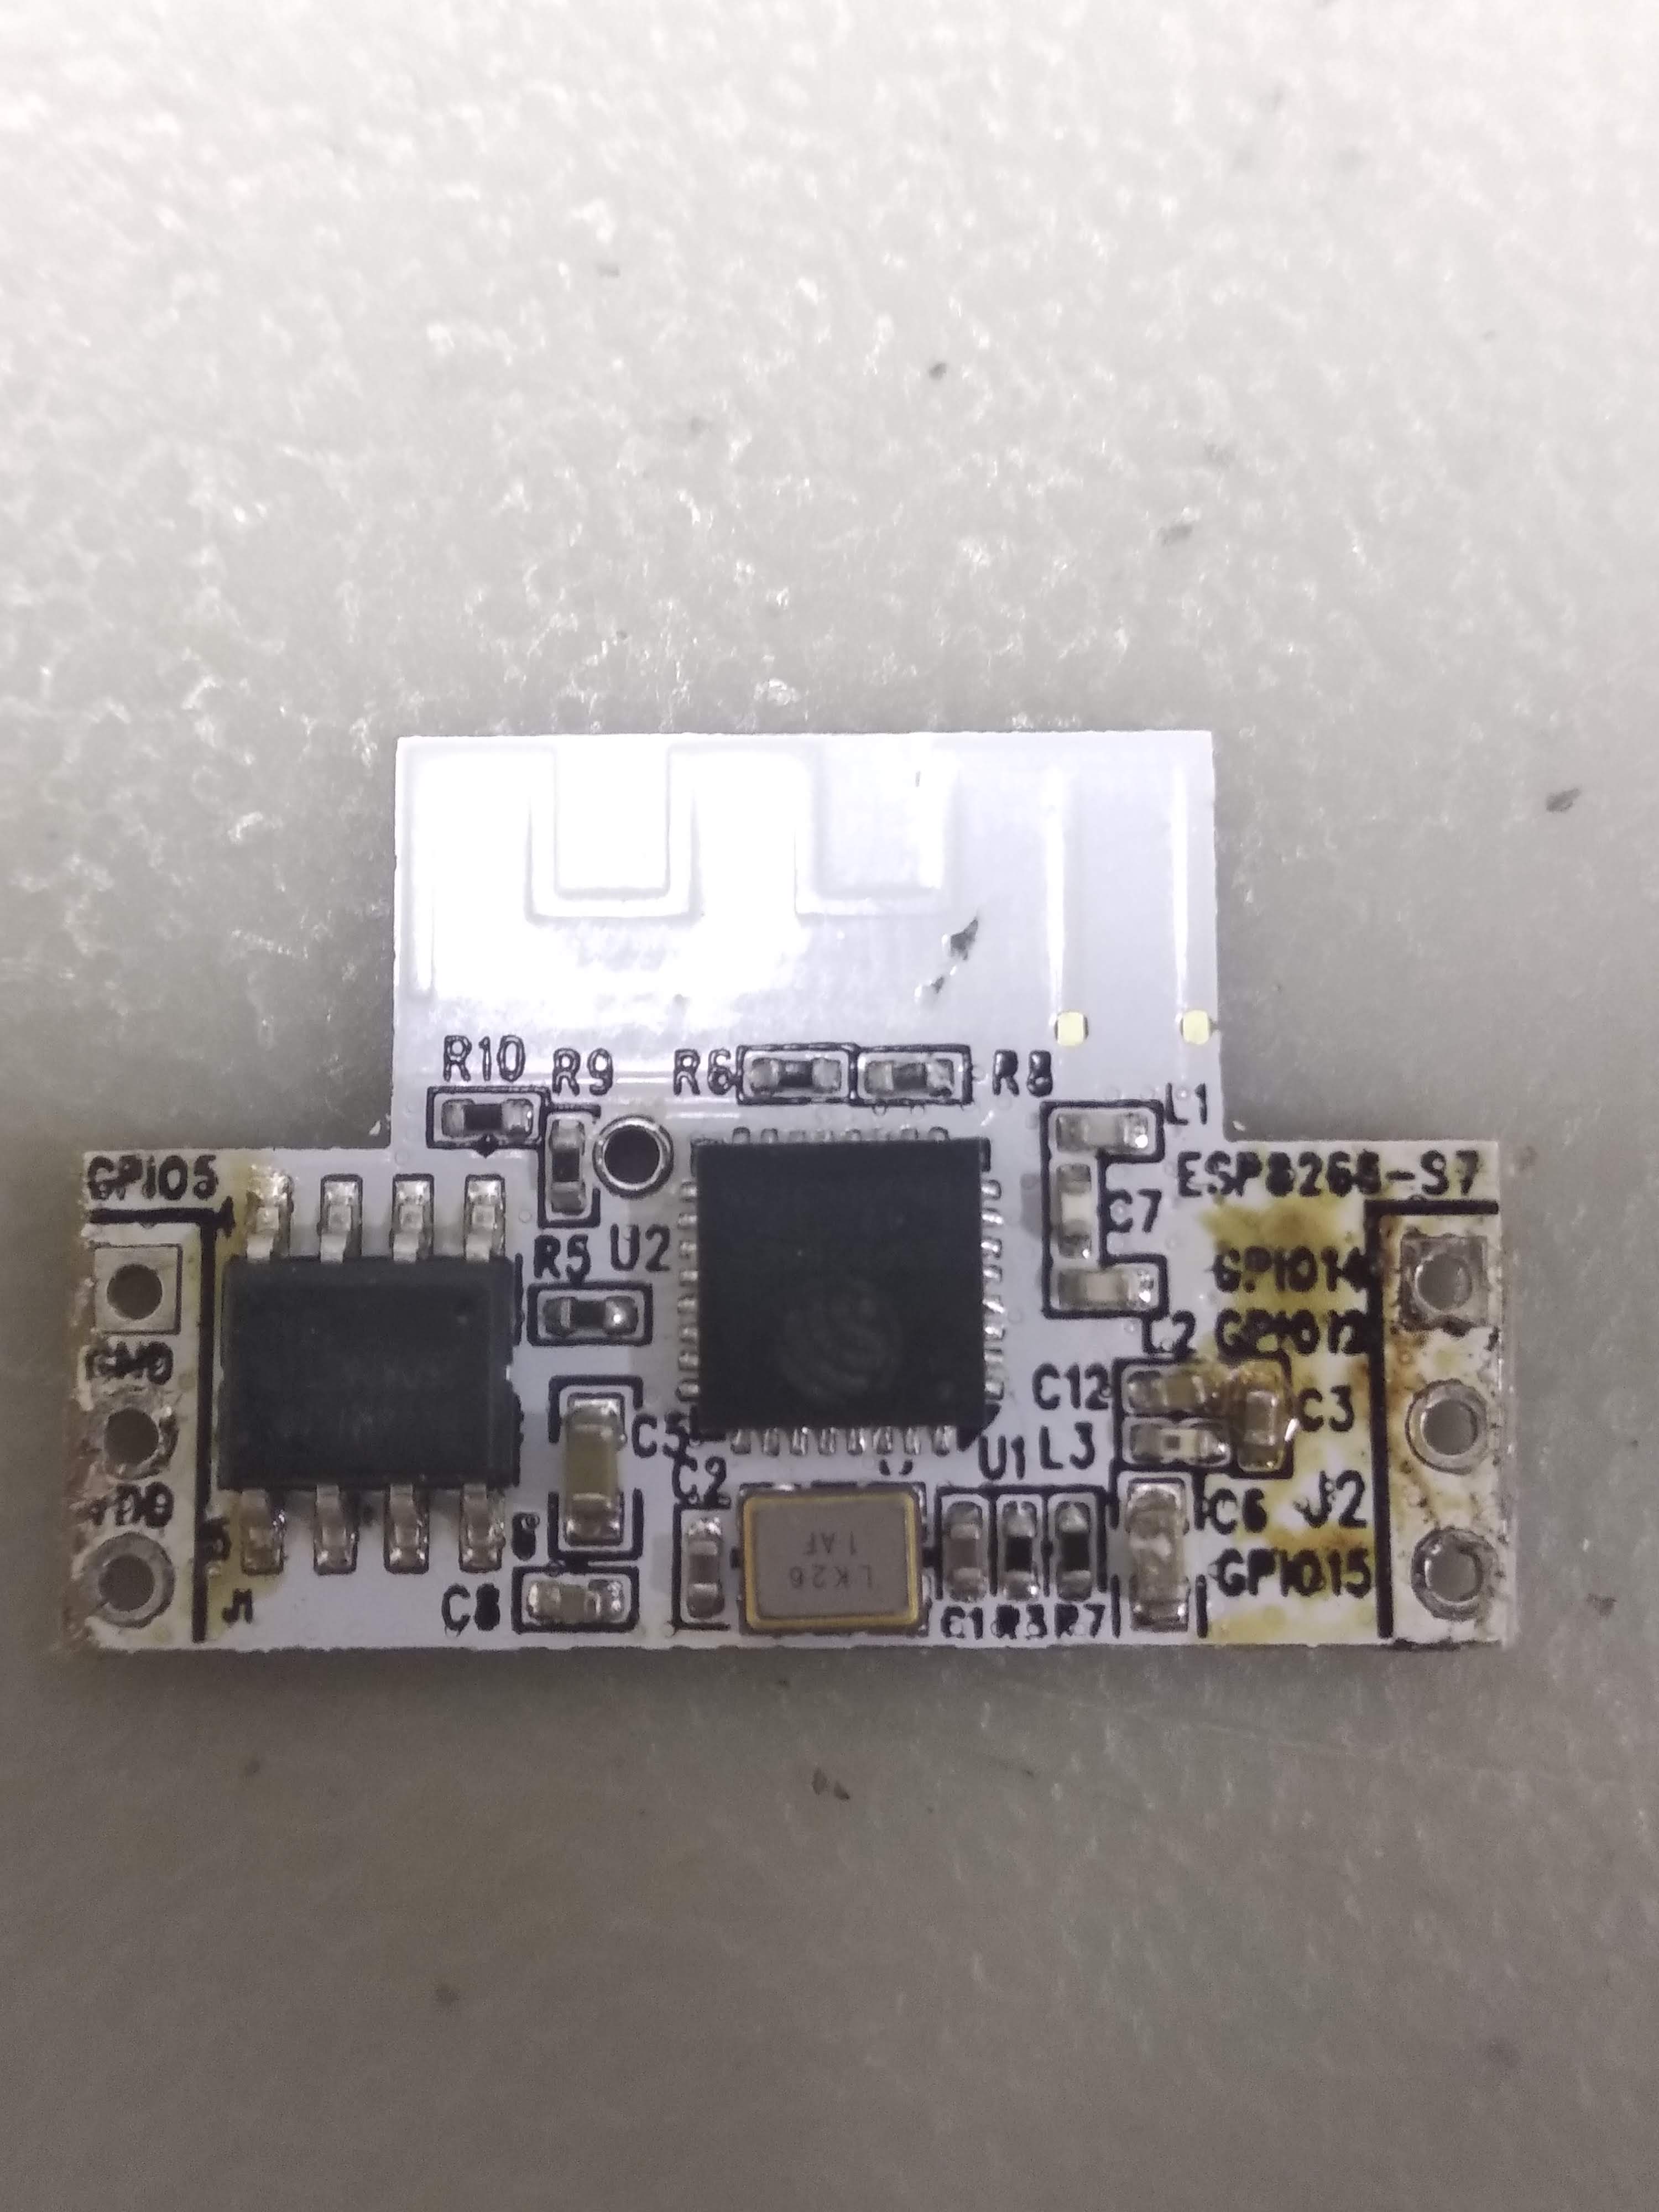 R10
R9
R6
R8
L1
GPIO5
ESP8266-S7
C7
R5
U2
GPIO14
GPIO12
L2
GND
C12
C3
C5
L3
U1
C2
C6
J2
GPIO15
LK26
1AF
J1
C8
C1
R3
R7